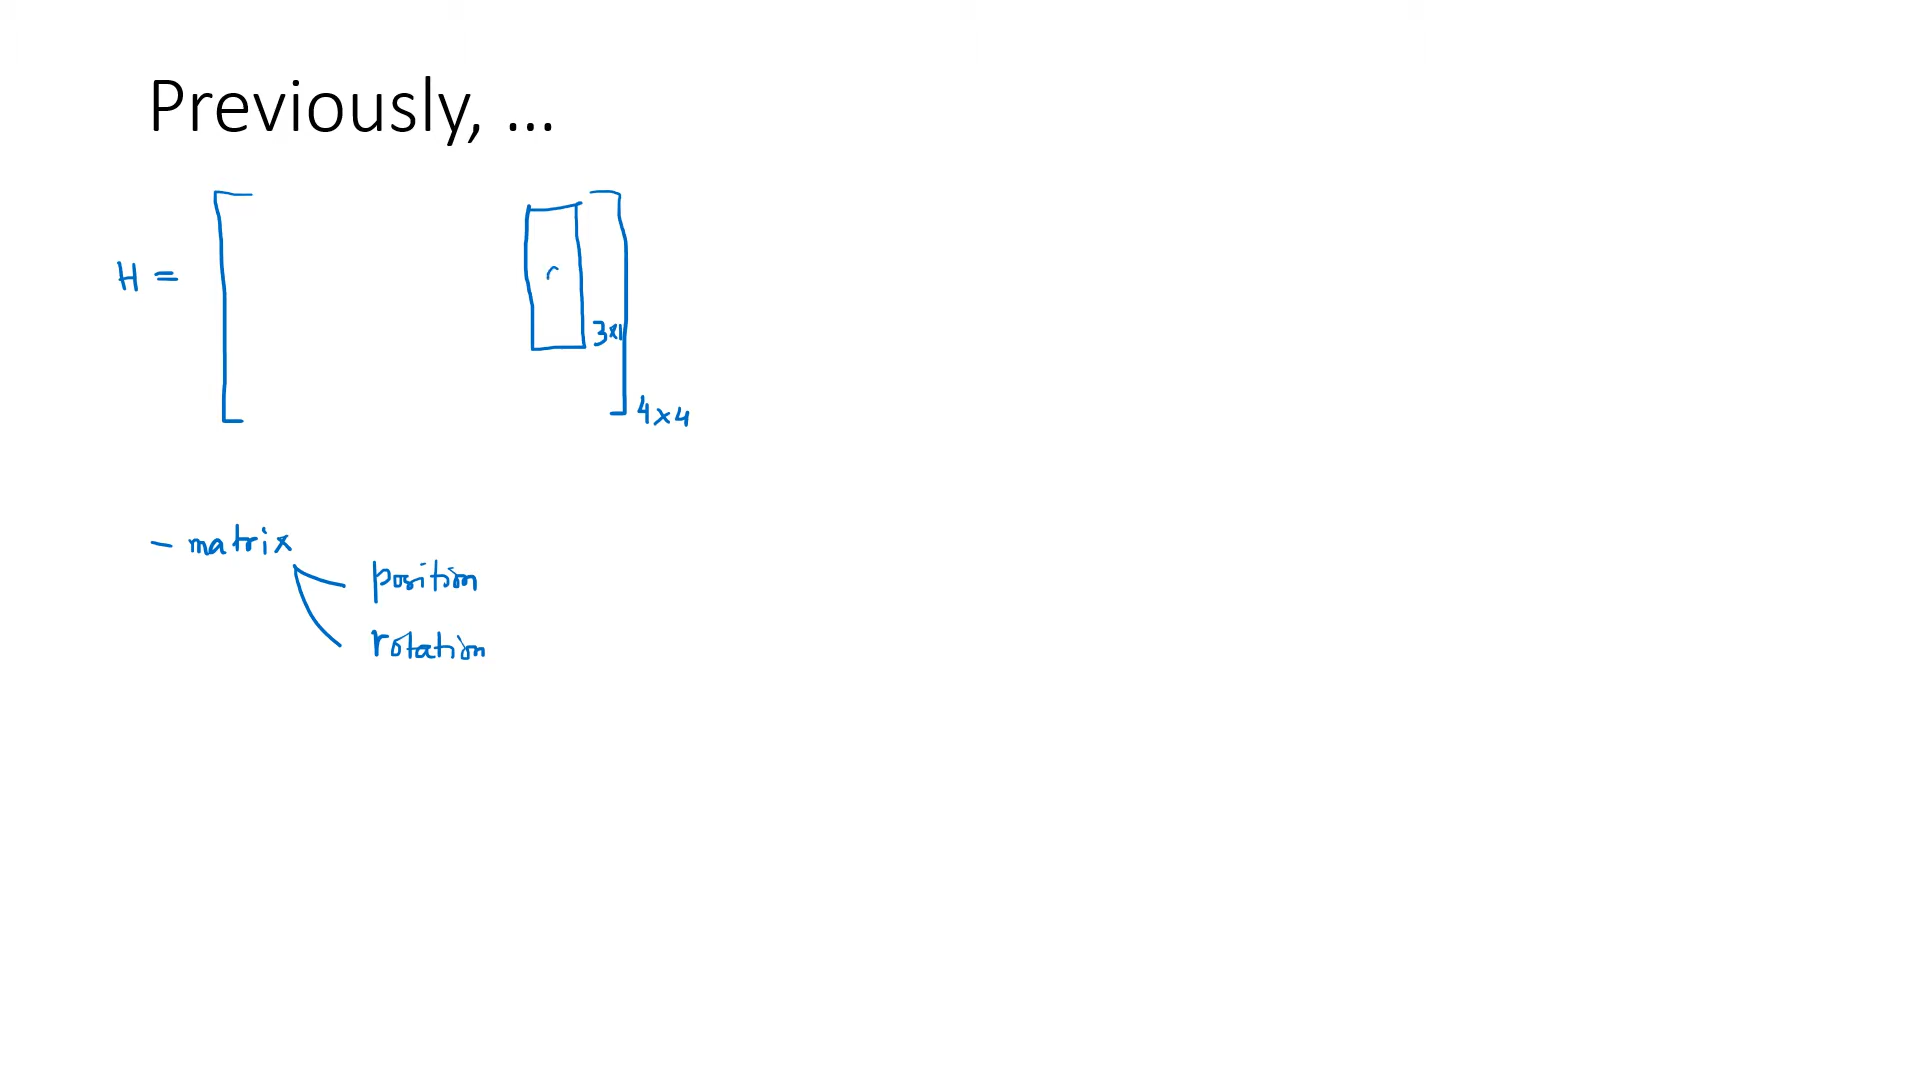 Previously, ...
H = [ r 3x1 ] 4x4
- matrix
position
rotation